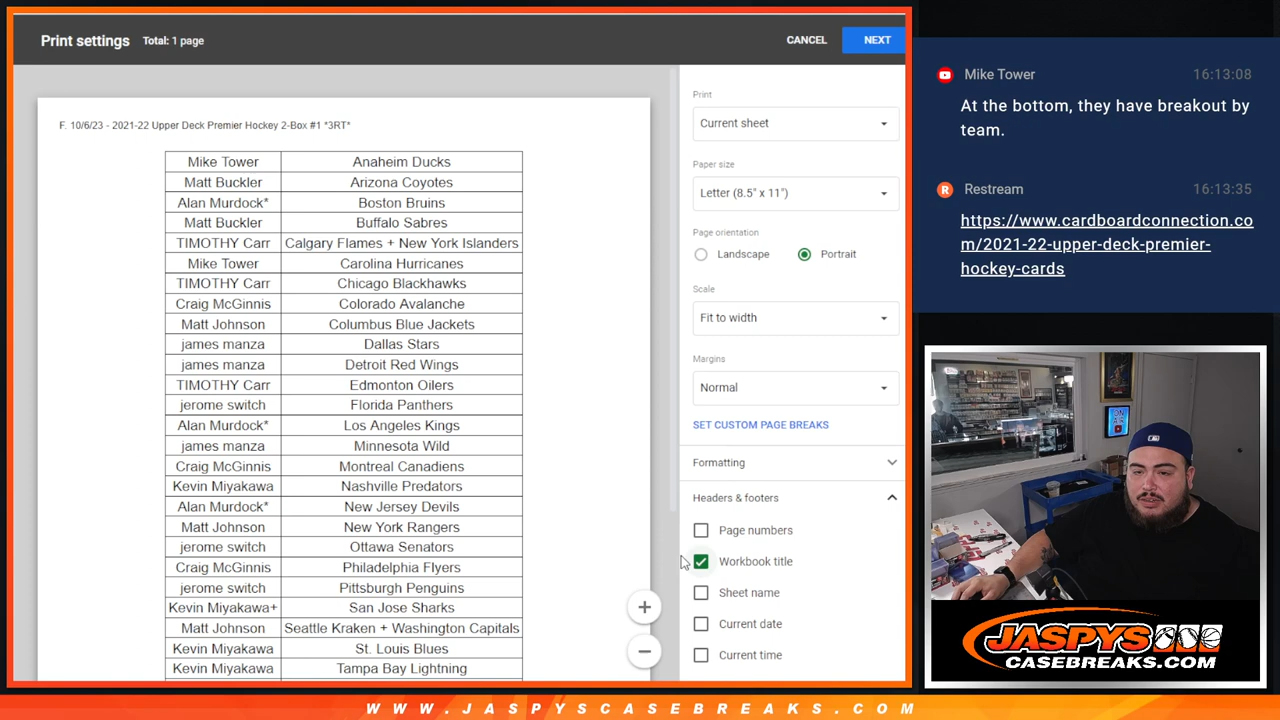 Print settings Total: 1 page CANCEL NEXT
F. 10/6/23 - 2021-22 Upper Deck Premier Hockey 2-Box #1 *3RT*
Mike Tower Anaheim Ducks
Matt Buckler Arizona Coyotes
Alan Murdock* Boston Bruins
Matt Buckler Buffalo Sabres
TIMOTHY Carr Calgary Flames + New York Islanders
Mike Tower Carolina Hurricanes
TIMOTHY Carr Chicago Blackhawks
Craig McGinnis Colorado Avalanche
Matt Johnson Columbus Blue Jackets
james manza Dallas Stars
james manza Detroit Red Wings
TIMOTHY Carr Edmonton Oilers
jerome switch Florida Panthers
Alan Murdock* Los Angeles Kings
james manza Minnesota Wild
Craig McGinnis Montreal Canadiens
Kevin Miyakawa Nashville Predators
Alan Murdock* New Jersey Devils
Matt Johnson New York Rangers
jerome switch Ottawa Senators
Craig McGinnis Philadelphia Flyers
jerome switch Pittsburgh Penguins
Kevin Miyakawa+ San Jose Sharks
Matt Johnson Seattle Kraken + Washington Capitals
Kevin Miyakawa St. Louis Blues
Kevin Miyakawa Tampa Bay Lightning
Print
Current sheet
Paper size
Letter (8.5" x 11")
Page orientation
Landscape Portrait
Scale
Fit to width
Margins
Normal
SET CUSTOM PAGE BREAKS
Formatting
Headers & footers
Page numbers
Workbook title
Sheet name
Current date
Current time
Mike Tower 16:13:08
At the bottom, they have breakout by
team.
Restream 16:13:35
https://www.cardboardconnection.co
m/2021-22-upper-deck-premier-
hockey-cards
JASPYS
CASEBREAKS.COM
WWW.JASPYSCASEBREAKS.COM